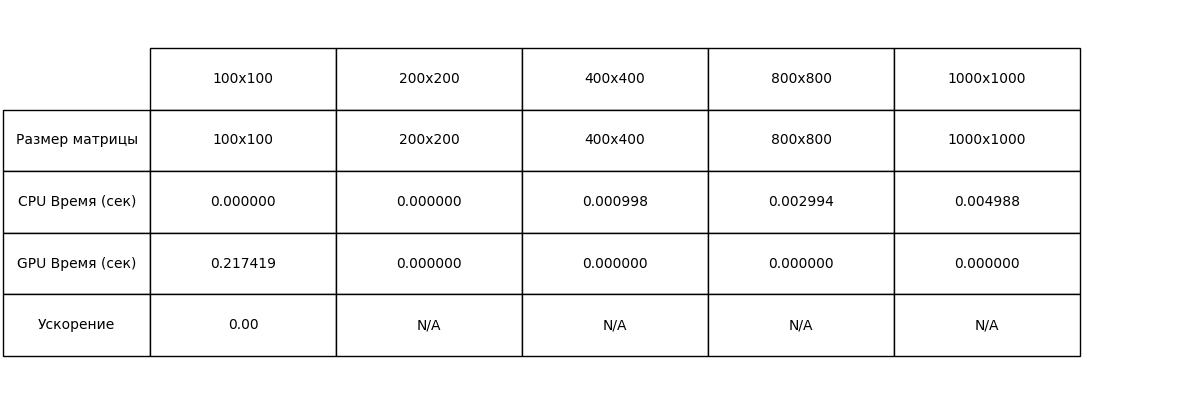 100x100 200x200 400x400 800x800 1000x1000
Размер матрицы 100x100 200x200 400x400 800x800 1000x1000
CPU Время (сек) 0.000000 0.000000 0.000998 0.002994 0.004988
GPU Время (сек) 0.217419 0.000000 0.000000 0.000000 0.000000
Ускорение 0.00 N/A N/A N/A N/A